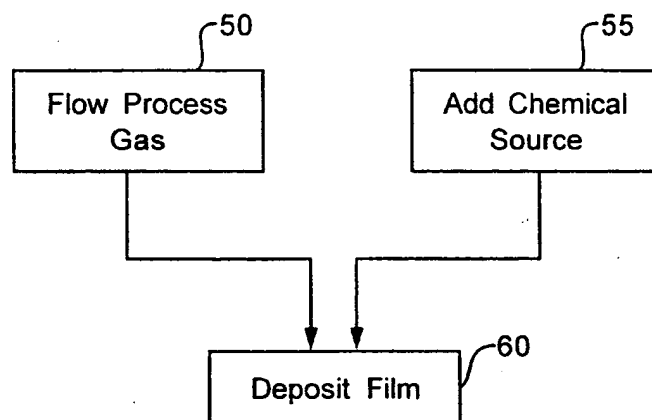 50
55
Flow Process
Gas
Add Chemical
Source
60
Deposit Film